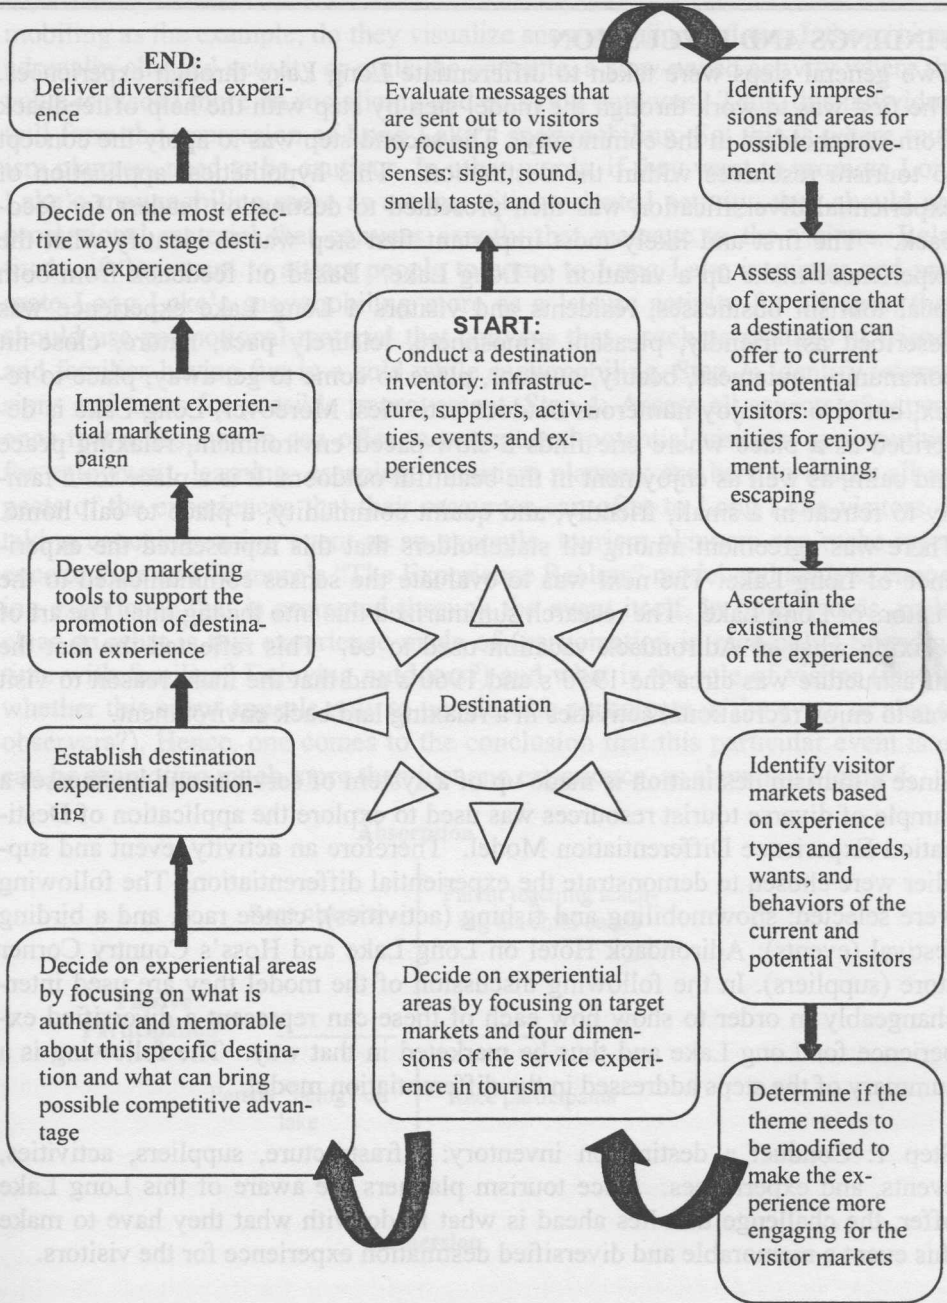 START:
Conduct a destination
inventory: infrastruc-
ture, suppliers, activi-
ties, events, and ex-
periences
Evaluate messages that
are sent out to visitors
by focusing on five
senses: sight, sound,
smell, taste, and touch
Identify impres-
sions and areas for
possible improve-
ment
Assess all aspects
of experience that
a destination can
offer to current
and potential
visitors: opportu-
nities for enjoy-
ment, learning,
escaping
Ascertain the
existing themes
of the experience
Identify visitor
markets based
on experience
types and needs,
wants, and
behaviors of the
current and
potential visitors
Determine if the
theme needs to
be modified to
make the ex-
perience more
engaging for the
visitor markets
Decide on experiential
areas by focusing on target
markets and four dimen-
sions of the service experi-
ence in tourism
Decide on experiential areas
by focusing on what is
authentic and memorable
about this specific destina-
tion and what can bring
possible competitive advan-
tage
Establish destination
experiential position-
ing
Develop marketing
tools to support the
promotion of destina-
tion experience
Implement experien-
tial marketing cam-
paign
Decide on the most effec-
tive ways to stage desti-
nation experience
END:
Deliver diversified experi-
ence
Destination